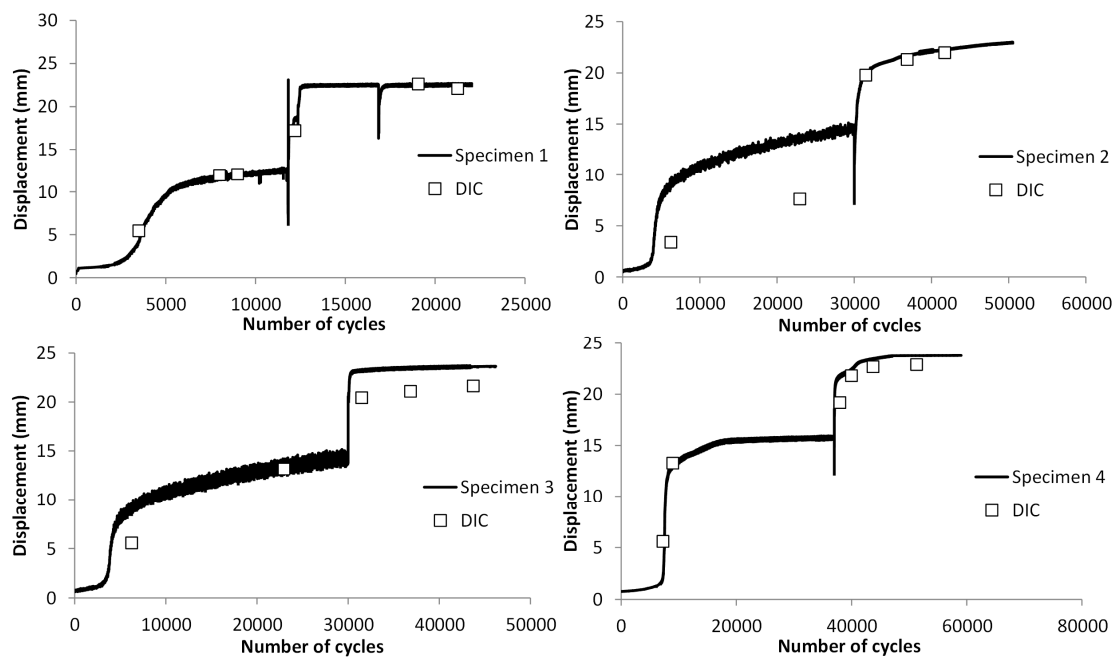 30
25
20
15
10
5
0
Displacement (mm)
Specimen 1
DIC
0 5000 10000 15000 20000 25000
Number of cycles
25
20
15
10
5
0
Displacement (mm)
Specimen 2
DIC
0 10000 20000 30000 40000 50000 60000
Number of cycles
25
20
15
10
5
0
Displacement (mm)
Specimen 3
DIC
0 10000 20000 30000 40000 50000
Number of cycles
25
20
15
10
5
0
Displacement (mm)
Specimen 4
DIC
0 20000 40000 60000 80000
Number of cycles